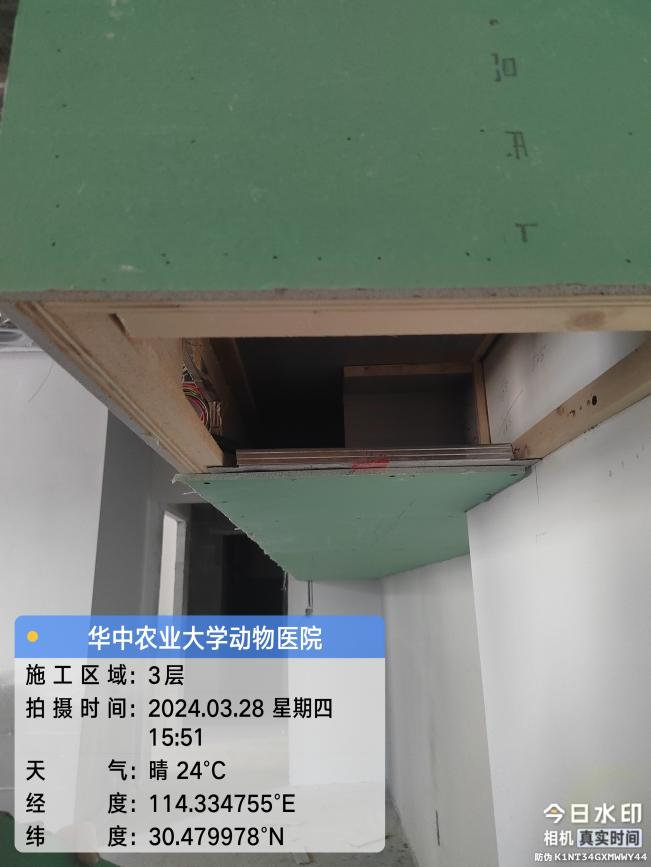 华中农业大学动物医院
施工区域：3层
拍摄时间：2024.03.28 星期四
15:51
天气：晴 24°C
经度：114.334755°E
纬度：30.479978°N
今日水印
相机 真实时间
防伪 K1NT34GXMWWY44